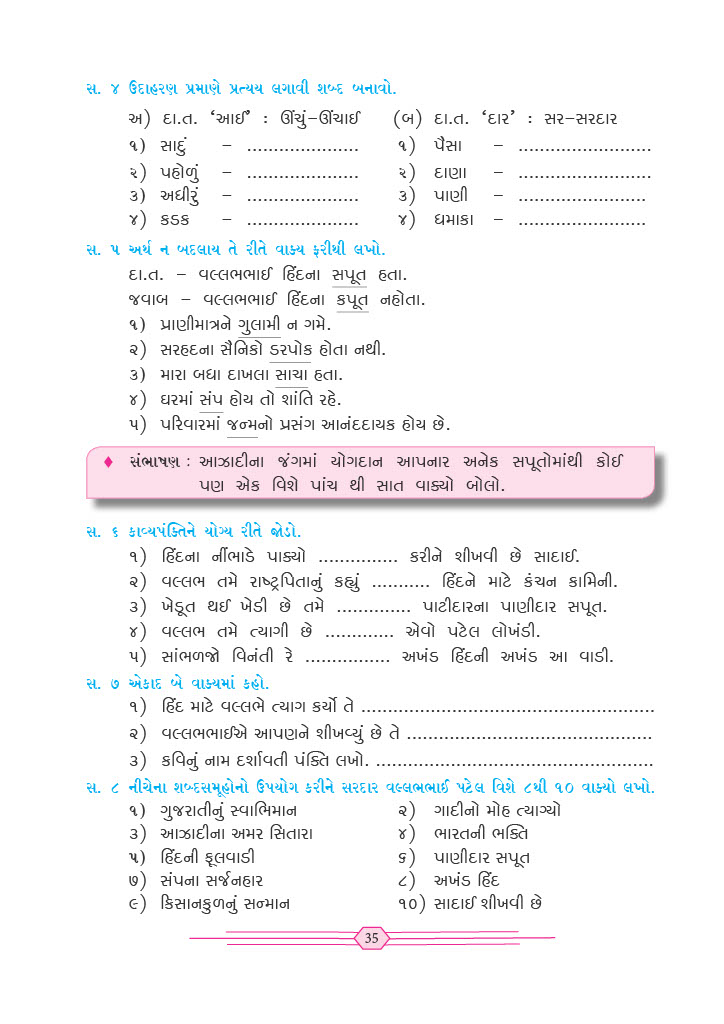 સ. ૪ ઉદાહરણ પ્રમાણે પ્રત્યય લગાવી શબ્દ બનાવો.
અ) દા.ત. ‘આઈ’ : ઊંચું–ઊંચાઈ (બ) દા.ત. ‘દાર’ : સર–સરદાર
૧) સાદું – ..................... ૧) પૈસા – .........................
૨) પહોળું – ..................... ૨) દાણા – .........................
૩) અધીરું – ..................... ૩) પાણી – ........................
૪) કડક – ..................... ૪) ધમાકા – ........................
સ. ૫ અર્થ ન બદલાય તે રીતે વાક્ય ફરીથી લખો.
દા.ત. – વલ્લભભાઈ હિંદના સપૂત હતા.
જવાબ – વલ્લભભાઈ હિંદના કપૂત નહોતા.
૧) પ્રાણીમાત્રને ગુલામી ન ગમે.
૨) સરહદના સૈનિકો ડરપોક હોતા નથી.
૩) મારા બધા દાખલા સાચા હતા.
૪) ઘરમાં સંપ હોય તો શાંતિ રહે.
૫) પરિવારમાં જન્મનો પ્રસંગ આનંદદાયક હોય છે.
♦ સંભાષણ : આઝાદીના જંગમાં યોગદાન આપનાર અનેક સપૂતોમાંથી કોઈ
પણ એક વિશે પાંચ થી સાત વાક્યો બોલો.
સ. ૬ કાવ્યપંક્તિને યોગ્ય રીતે જોડો.
૧) હિંદના નીંભાડે પાક્યો ............... કરીને શીખવી છે સાદાઈ.
૨) વલ્લભ તમે રાષ્ટ્રપિતાનું કહ્યું ........... હિંદને માટે કંચન કામિની.
૩) ખેડૂત થઈ ખેડી છે તમે .............. પાટીદારના પાણીદાર સપૂત.
૪) વલ્લભ તમે ત્યાગી છે ............. એવો પટેલ લોખંડી.
૫) સાંભળજો વિનંતી રે ................ અખંડ હિંદની અખંડ આ વાડી.
સ. ૭ એકાદ બે વાક્યમાં કહો.
૧) હિંદ માટે વલ્લભે ત્યાગ કર્યો તે ........................................................
૨) વલ્લભભાઈએ આપણને શીખવ્યું છે તે ...............................................
૩) કવિનું નામ દર્શાવતી પંક્તિ લખો. .....................................................
સ. ૮ નીચેના શબ્દસમૂહોનો ઉપયોગ કરીને સરદાર વલ્લભભાઈ પટેલ વિશે ૮થી ૧૦ વાક્યો લખો.
૧) ગુજરાતીનું સ્વાભિમાન ૨) ગાદીનો મોહ ત્યાગ્યો
૩) આઝાદીના અમર સિતારા ૪) ભારતની ભક્તિ
૫) હિંદની ફૂલવાડી ૬) પાણીદાર સપૂત
૭) સંપના સર્જનહાર ૮) અખંડ હિંદ
૯) કિસાનકુળનું સન્માન ૧૦) સાદાઈ શીખવી છે
35